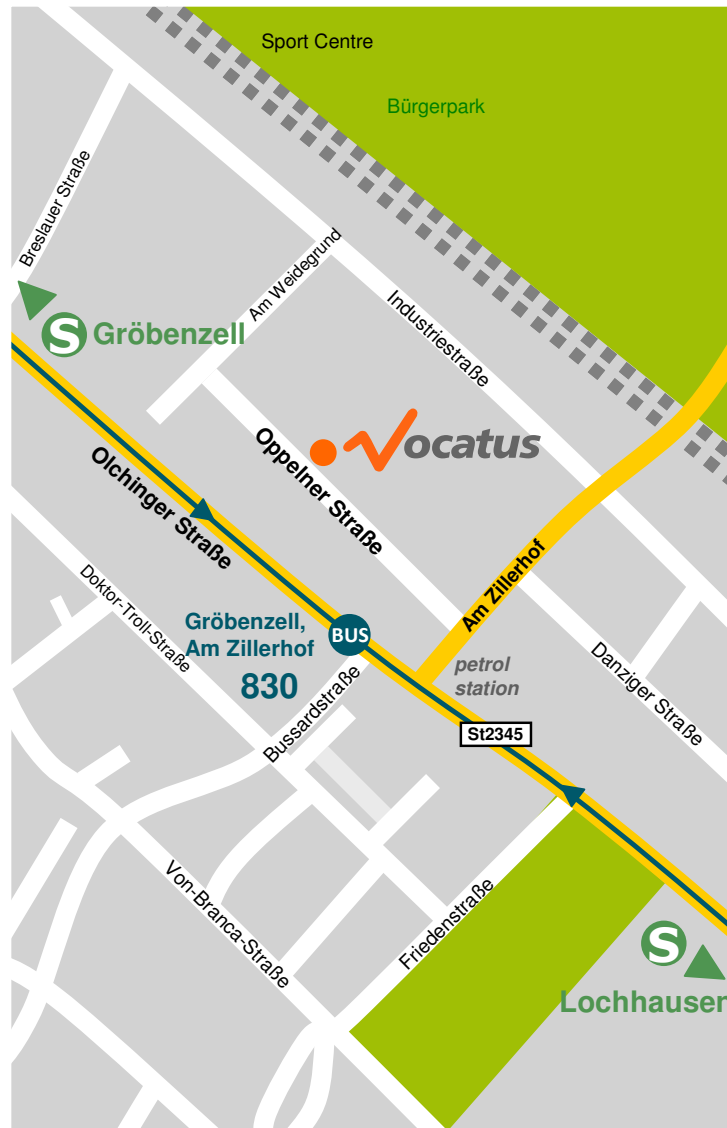 Sport Centre
Bürgerpark
Breslauer Straße
Am Weidegrund
Industriestraße
S Gröbenzell
Vocatus
Oppelner Straße
Olchinger Straße
Am Zillerhof
Doktor-Troll-Straße
Gröbenzell,
Am Zillerhof
830
BUS
petrol
station
Danziger Straße
Bussardstraße
St2345
Von-Branca-Straße
Friedenstraße
S
Lochhausen